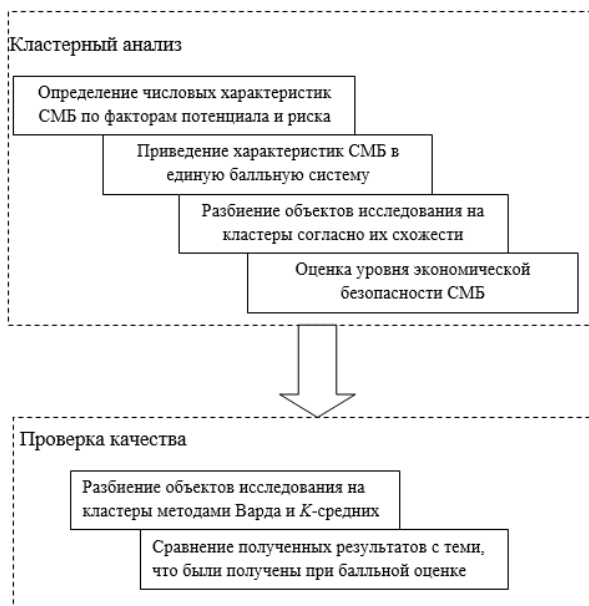 Кластерный анализ
Определение числовых характеристик
СМБ по факторам потенциала и риска
Приведение характеристик СМБ в
единую балльную систему
Разбиение объектов исследования на
кластеры согласно их схожести
Оценка уровня экономической
безопасности СМБ
Проверка качества
Разбиение объектов исследования на
кластеры методами Варда и K-средних
Сравнение полученных результатов с теми,
что были получены при балльной оценке